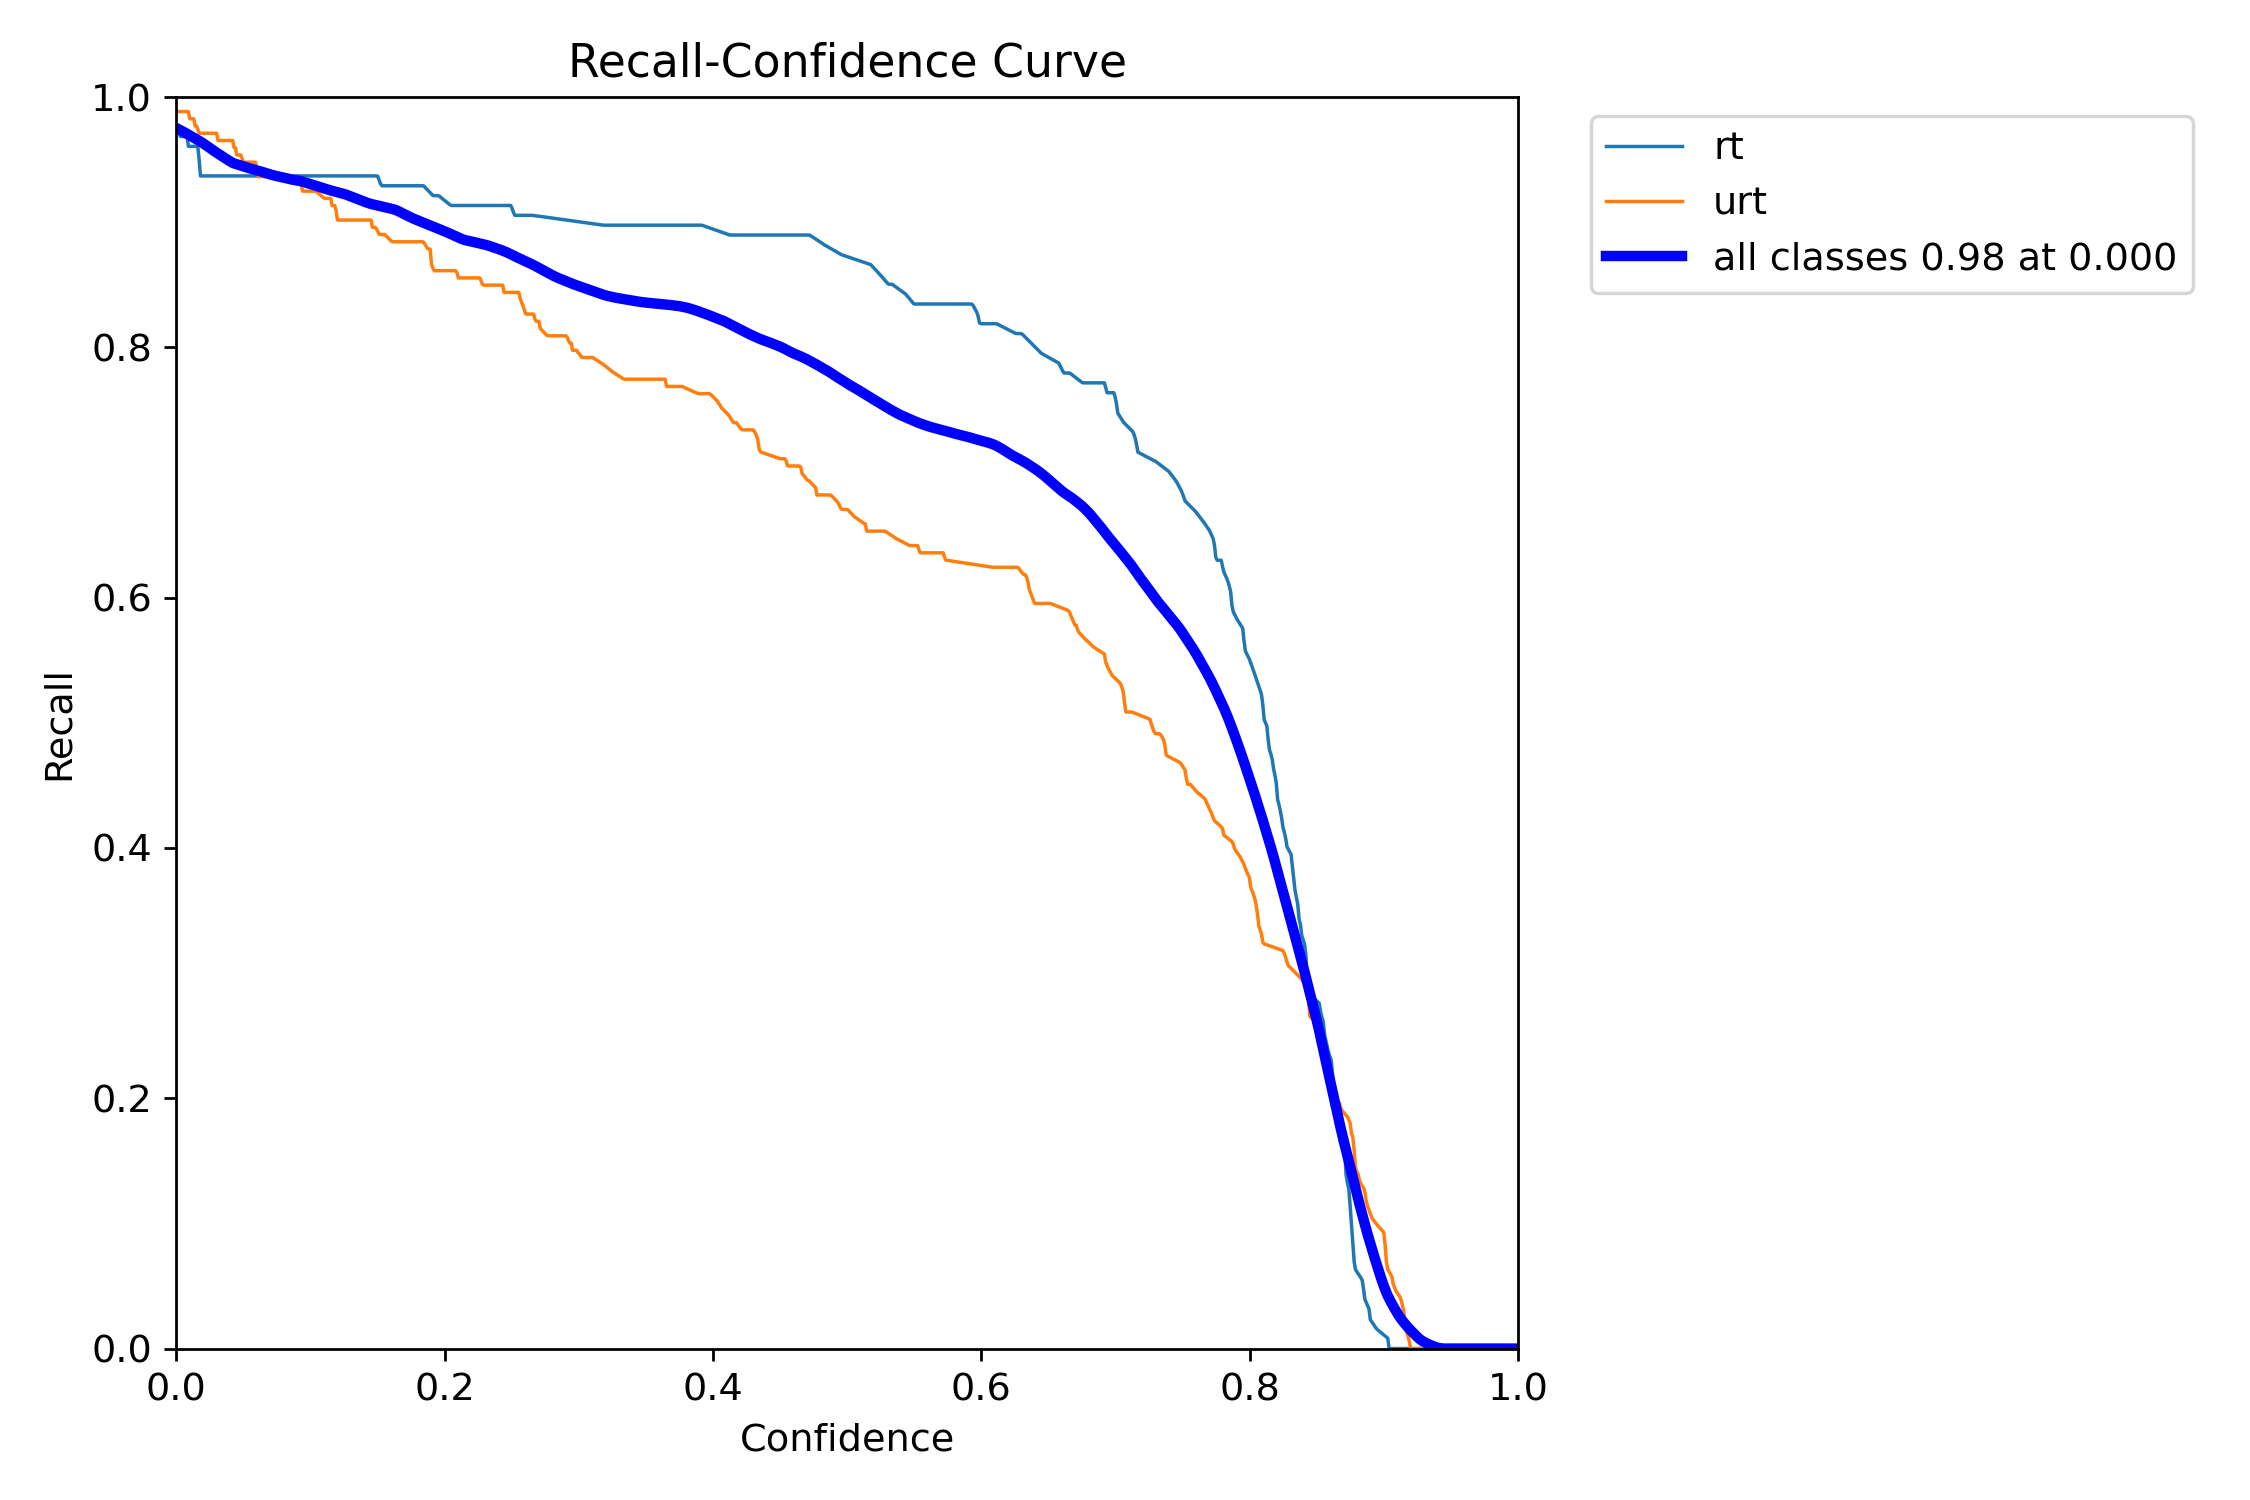 Recall-Confidence Curve
1.0
0.8
0.6
0.4
0.2
0.0
Recall
0.0 0.2 0.4 0.6 0.8 1.0
Confidence
rt
urt
all classes 0.98 at 0.000